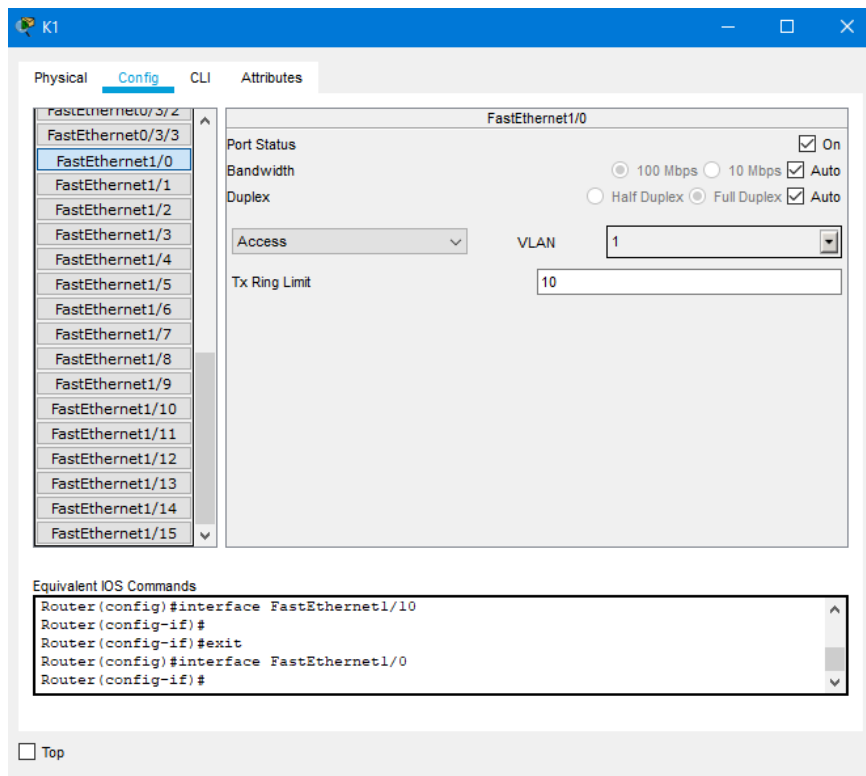 K1
Physical Config CLI Attributes
FastEthernet0/3/2
FastEthernet0/3/3
FastEthernet1/0
FastEthernet1/1
FastEthernet1/2
FastEthernet1/3
FastEthernet1/4
FastEthernet1/5
FastEthernet1/6
FastEthernet1/7
FastEthernet1/8
FastEthernet1/9
FastEthernet1/10
FastEthernet1/11
FastEthernet1/12
FastEthernet1/13
FastEthernet1/14
FastEthernet1/15
FastEthernet1/0
Port Status On
Bandwidth 100 Mbps 10 Mbps Auto
Duplex Half Duplex Full Duplex Auto
Access VLAN 1
Tx Ring Limit 10
Equivalent IOS Commands
Router(config)#interface FastEthernet1/10
Router(config-if)#
Router(config-if)#exit
Router(config)#interface FastEthernet1/0
Router(config-if)#
Top